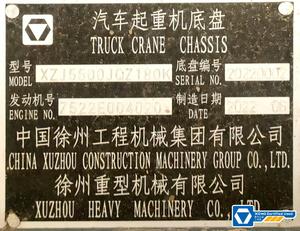 汽车起重机底盘
TRUCK CRANE CHASSIS
型号 底盘编号
MODEL SERIAL NO.
发动机号 制造日期
ENGINE NO. DATE 2022
中国徐州工程机械集团有限公司
CHINA XUZHOU CONSTRUCTION MACHINERY GROUP CO.,LTD.
徐州重型机械有限公司
XUZHOU HEAVY MACHINERY CO.,LTD.